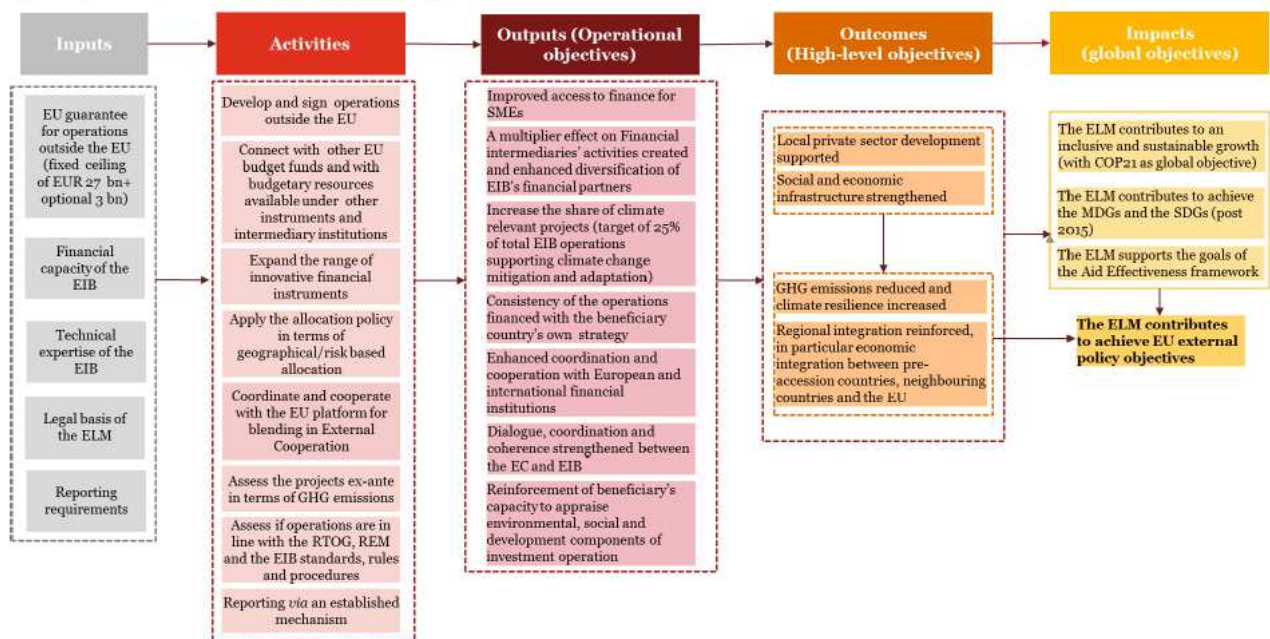 Inputs
Activities
Outputs (Operational
objectives)
Outcomes
(High-level objectives)
Impacts
(global objectives)
EU guarantee
for operations
outside the EU
(fixed ceiling
of EUR 27 bn+
optional 3 bn)
Financial
capacity of the
EIB
Technical
expertise of the
EIB
Legal basis of
the ELM
Reporting
requirements
Develop and sign operations
outside the EU
Connect with other EU
budget funds and with
budgetary resources
available under other
instruments and
intermediary institutions
Expand the range of
innovative financial
instruments
Apply the allocation policy in
terms of
geographical/risk based
allocation
Coordinate and cooperate
with the EU platform for
blending in External
Cooperation
Assess the projects ex-ante
in terms of GHG emissions
Assess if operations are in
line with the RTOG, REM
and the EIB standards, rules
and procedures
Reporting via an established
mechanism
Improved access to finance for
SMEs
A multiplier effect on Financial
intermediaries' activities created
and enhanced diversification of
EIB's financial partners
Increase the share of climate
relevant projects (target of 25%
of total EIB operations
supporting climate change
mitigation and adaptation)
Consistency of the operations
financed with the beneficiary
country's own strategy
Enhanced coordination and
cooperation with European and
international financial
institutions
Dialogue, coordination and
coherence strengthened between
the EC and EIB
Reinforcement of beneficiary's
capacity to appraise
environmental, social and
development components of
investment operation
Local private sector development
supported
Social and economic
infrastructure strengthened
GHG emissions reduced and
climate resilience increased
Regional integration reinforced,
in particular economic
integration between pre-
accession countries, neighbouring
countries and the EU
The ELM contributes to an
inclusive and sustainable growth
(with COP21 as global objective)
The ELM contributes to achieve
the MDGs and the SDGs (post
2015)
The ELM supports the goals of
the Aid Effectiveness framework
The ELM contributes
to achieve EU external
policy objectives